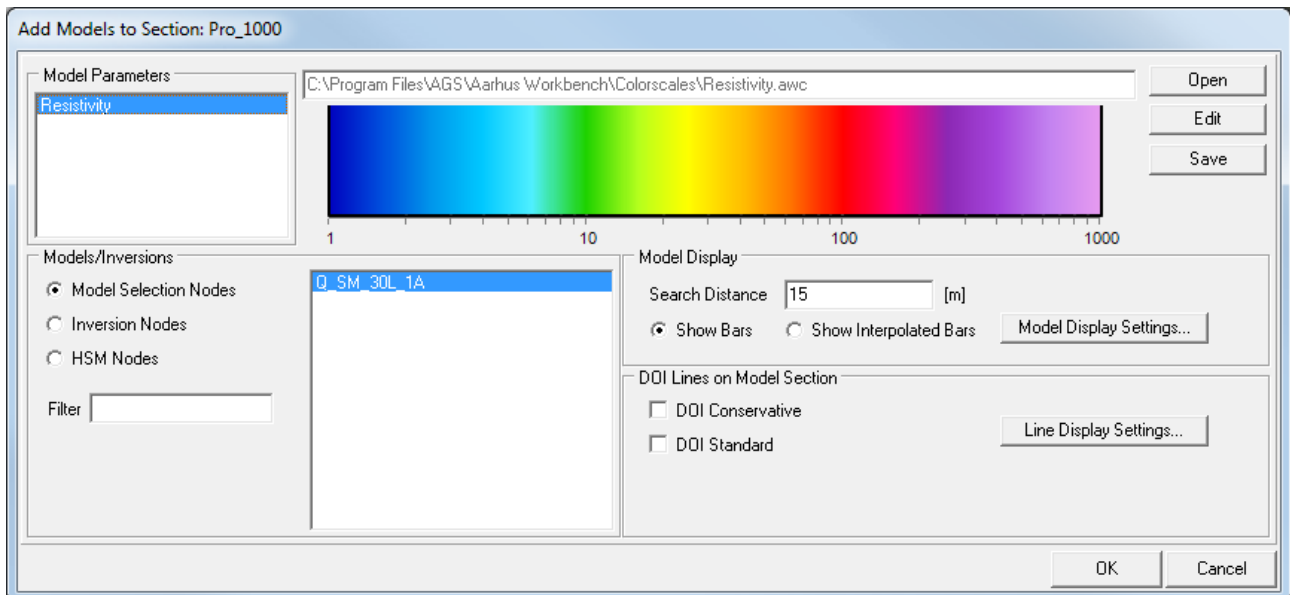 Add Models to Section: Pro_1000
Model Parameters
Resistivity
C:\Program Files\AGS\Aarhus Workbench\Colorscales\Resistivity.awc
Open
Edit
Save
1 10 100 1000
Models/Inversions
Model Selection Nodes
Inversion Nodes
HSM Nodes
Filter
Q_SM_30L_1A
Model Display
Search Distance 15 [m]
Show Bars Show Interpolated Bars Model Display Settings...
DOI Lines on Model Section
DOI Conservative
DOI Standard
Line Display Settings...
OK Cancel